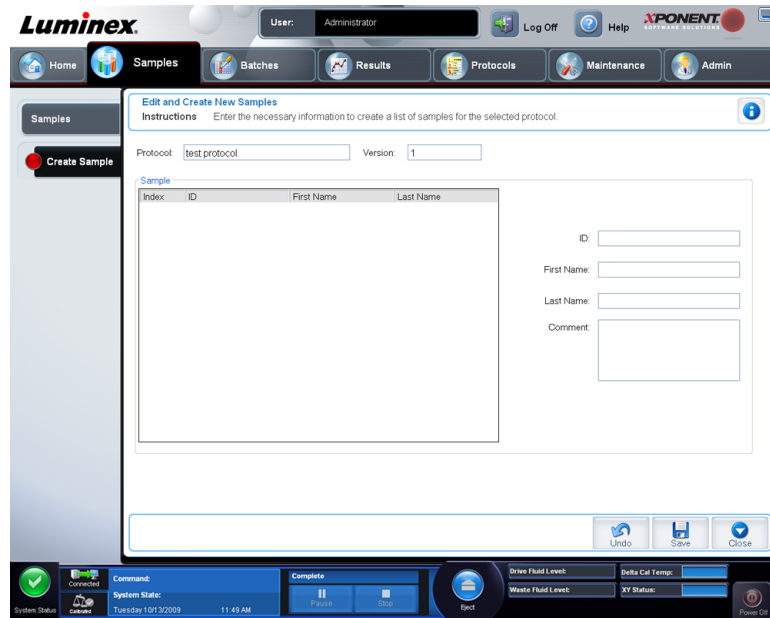 Luminex.
User: Administrator
Log Off
Help
XPONENT.
SOFTWARE SOLUTIONS
Home
Samples
Batches
Results
Protocols
Maintenance
Admin
Samples
Create Sample
Edit and Create New Samples
Instructions Enter the necessary information to create a list of samples for the selected protocol.
Protocol: test protocol Version: 1
Sample
Index ID First Name Last Name
ID:
First Name:
Last Name:
Comment:
Undo
Save
Close
System Status
Connected
Calibrated
Command:
System State:
Tuesday 10/13/2009 11:49 AM
Complete
Pause
Stop
Eject
Drive Fluid Level:
Waste Fluid Level:
Delta Cal Temp:
XY Status:
Power Off